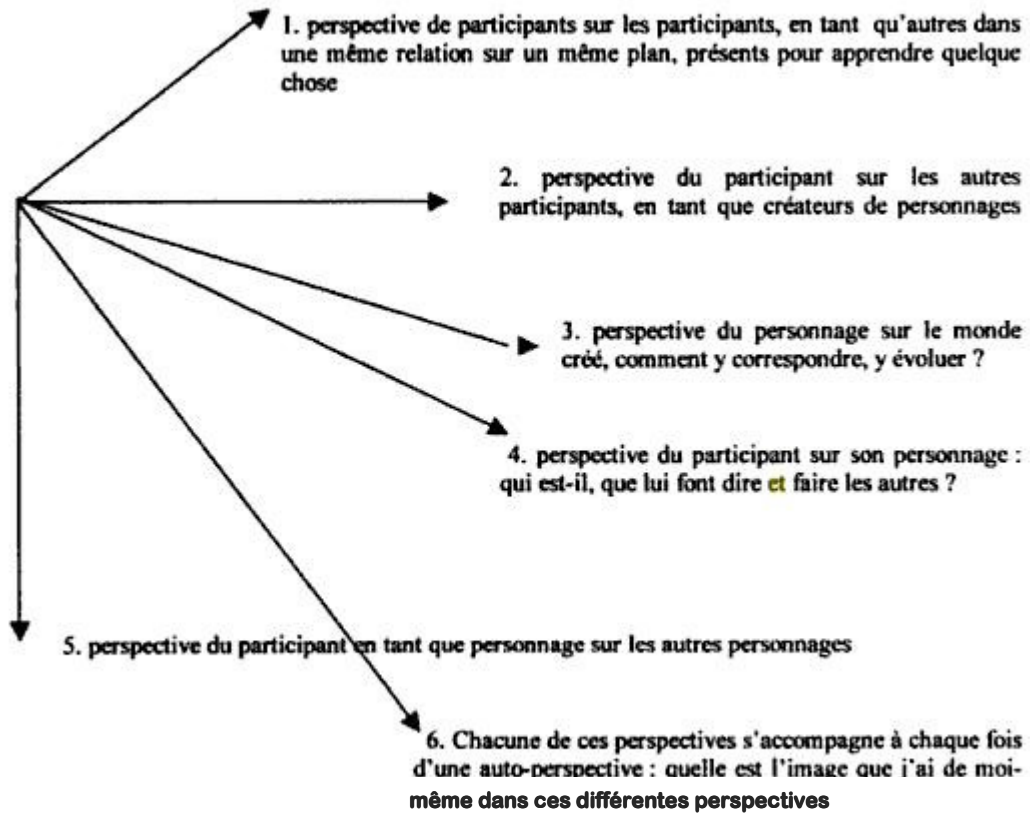 1. perspective de participants sur les participants, en tant qu'autres dans
une même relation sur un même plan, présents pour apprendre quelque
chose
2. perspective du participant sur les autres
participants, en tant que créateurs de personnages
3. perspective du personnage sur le monde
créé, comment y correspondre, y évoluer ?
4. perspective du participant sur son personnage :
qui est-il, que lui font dire et faire les autres ?
5. perspective du participant en tant que personnage sur les autres personnages
6. Chacune de ces perspectives s'accompagne à chaque fois
d'une auto-perspective : quelle est l'image que j'ai de moi-
même dans ces différentes perspectives